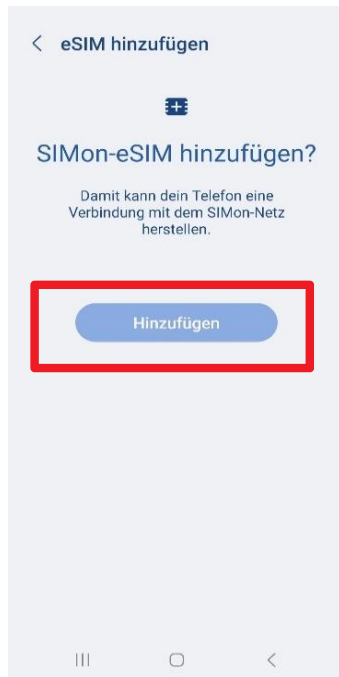 eSIM hinzufügen
SIMon-eSIM hinzufügen?
Damit kann dein Telefon eine
Verbindung mit dem SIMon-Netz
herstellen.
Hinzufügen